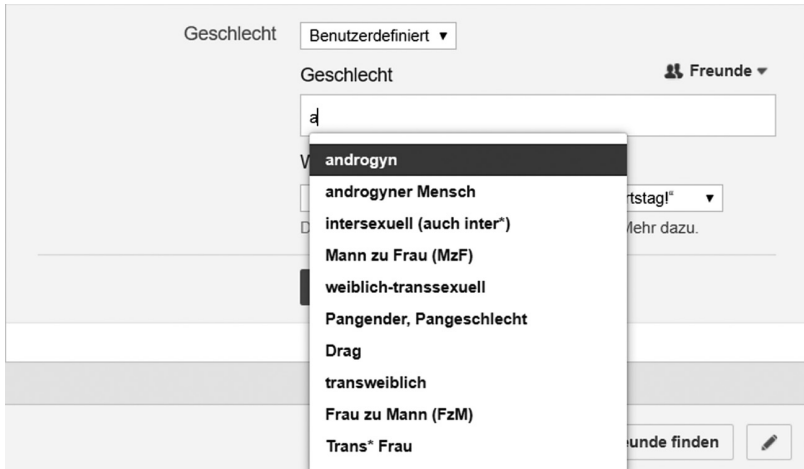 Geschlecht Benutzerdefiniert
Geschlecht Freunde
a
androgyn
androgyner Mensch
intersexuell (auch inter*)
Mann zu Frau (MzF)
weiblich-transsexuell
Pangender, Pangeschlecht
Drag
transweiblich
Frau zu Mann (FzM)
Trans* Frau
rtstag!“
Mehr dazu.
unde finden